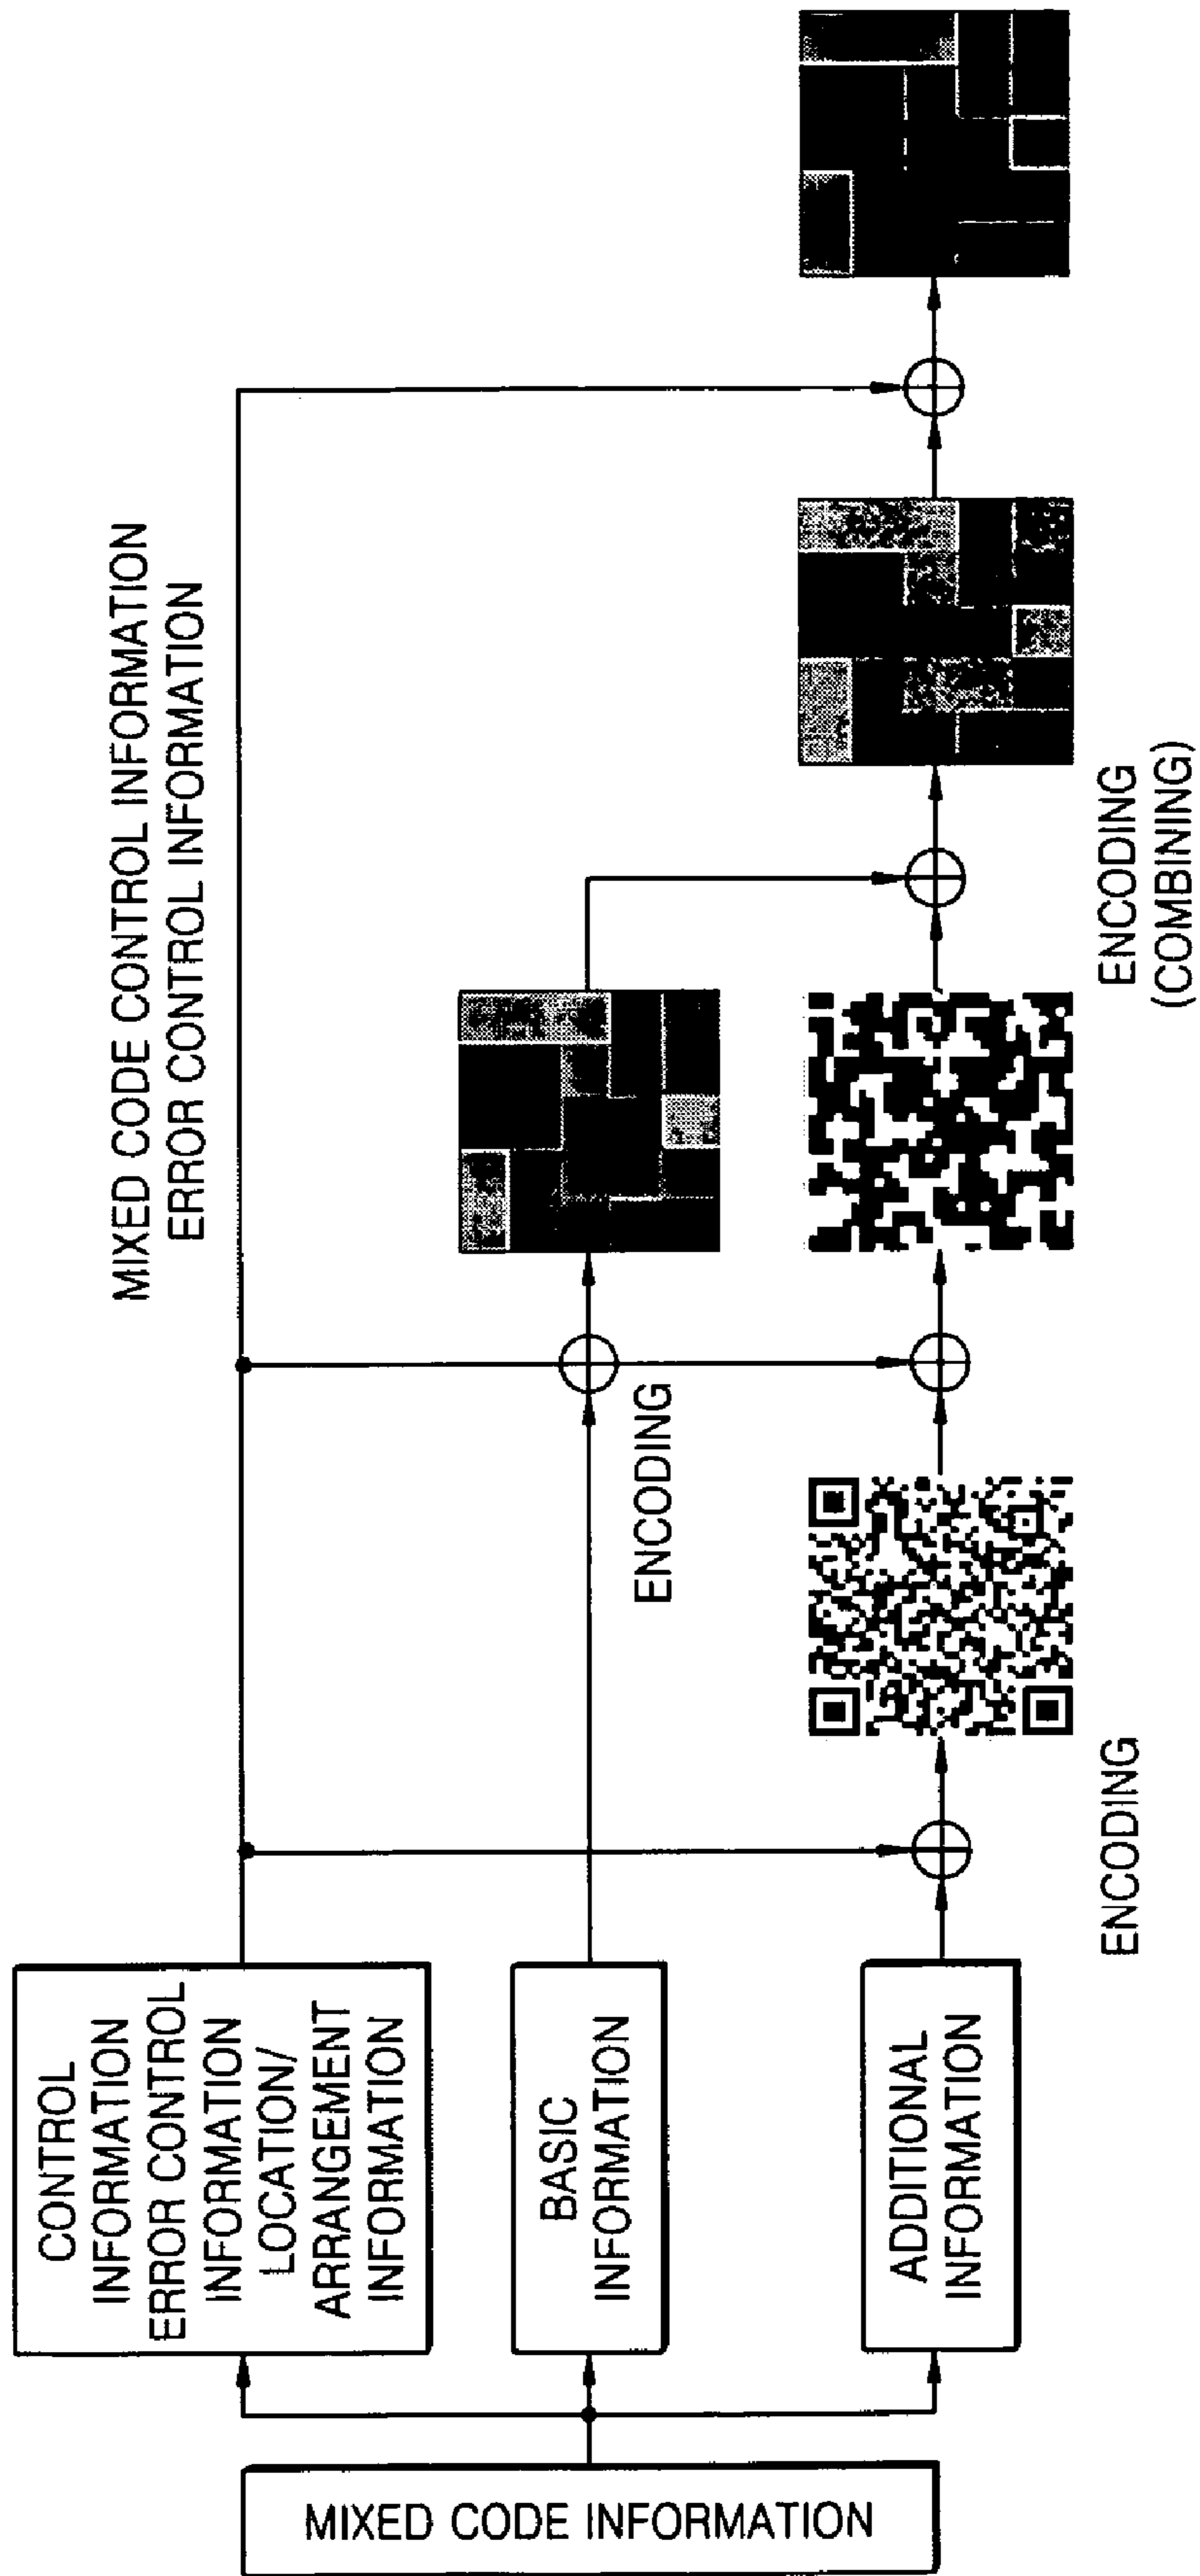 MIXED CODE INFORMATION
CONTROL
INFORMATION
ERROR CONTROL
INFORMATION
LOCATION/
ARRANGEMENT
INFORMATION
BASIC
INFORMATION
ADDITIONAL
INFORMATION
MIXED CODE CONTROL INFORMATION
ERROR CONTROL INFORMATION
ENCODING
ENCODING
ENCODING
(COMBINING)